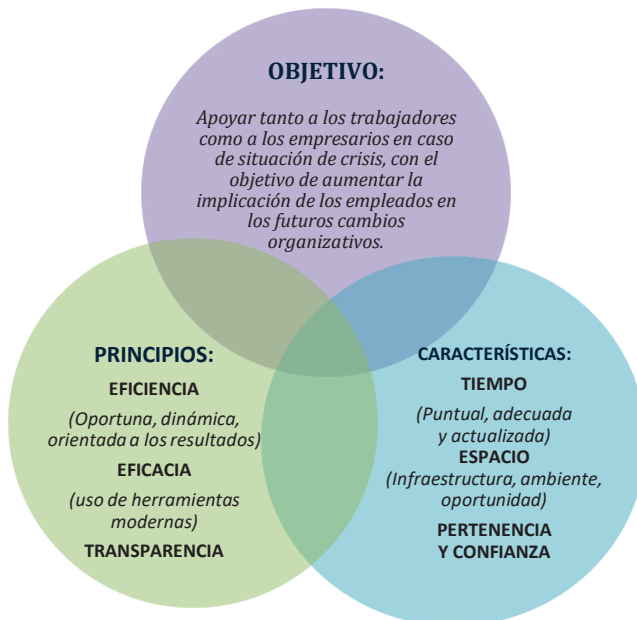 OBJETIVO:
Apoyar tanto a los trabajadores
como a los empresarios en caso
de situación de crisis, con el
objetivo de aumentar la
implicación de los empleados en
los futuros cambios
organizativos.
PRINCIPIOS:
EFICIENCIA
(Oportuna, dinámica,
orientada a los resultados)
EFICACIA
(uso de herramientas
modernas)
TRANSPARENCIA
CARACTERÍSTICAS:
TIEMPO
(Puntual, adecuada
y actualizada)
ESPACIO
(Infraestructura, ambiente,
oportunidad)
PERTENENCIA
Y CONFIANZA